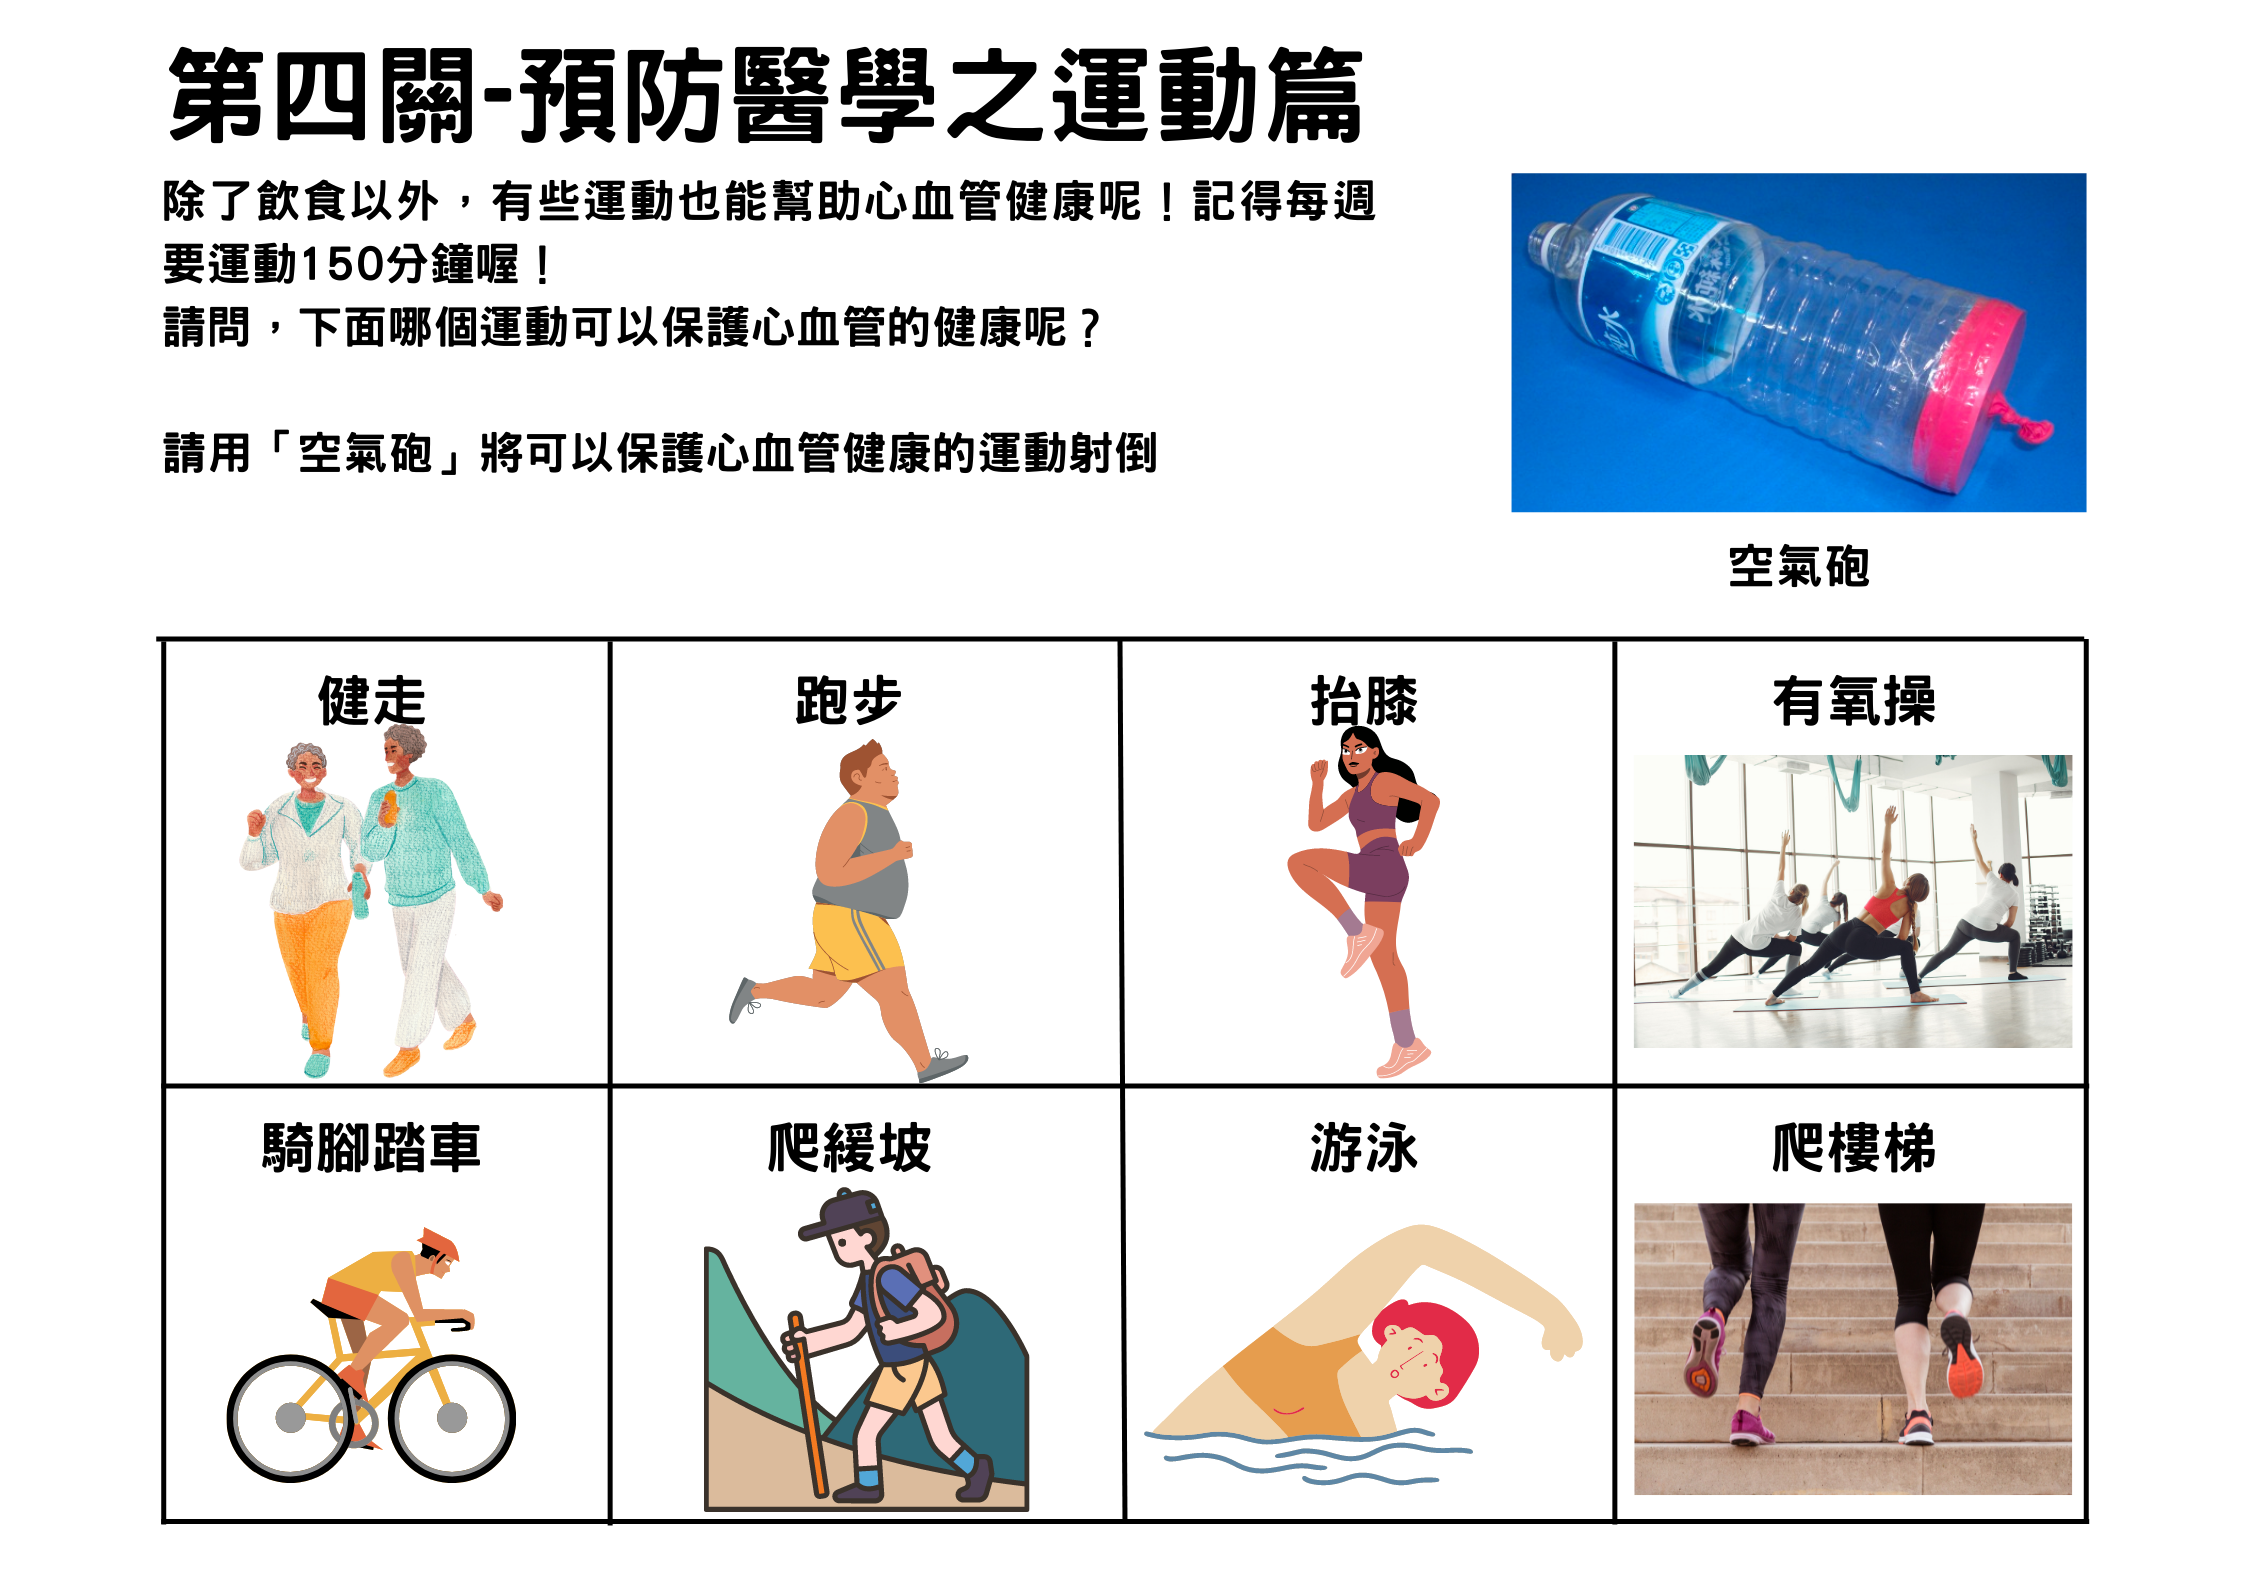 第四關-預防醫學之運動篇
除了飲食以外，有些運動也能幫助心血管健康呢！記得每週
要運動150分鐘喔！
請問，下面哪個運動可以保護心血管的健康呢？
請用「空氣砲」將可以保護心血管健康的運動射倒
空氣砲
健走
跑步
抬膝
有氧操
騎腳踏車
爬緩坡
游泳
爬樓梯